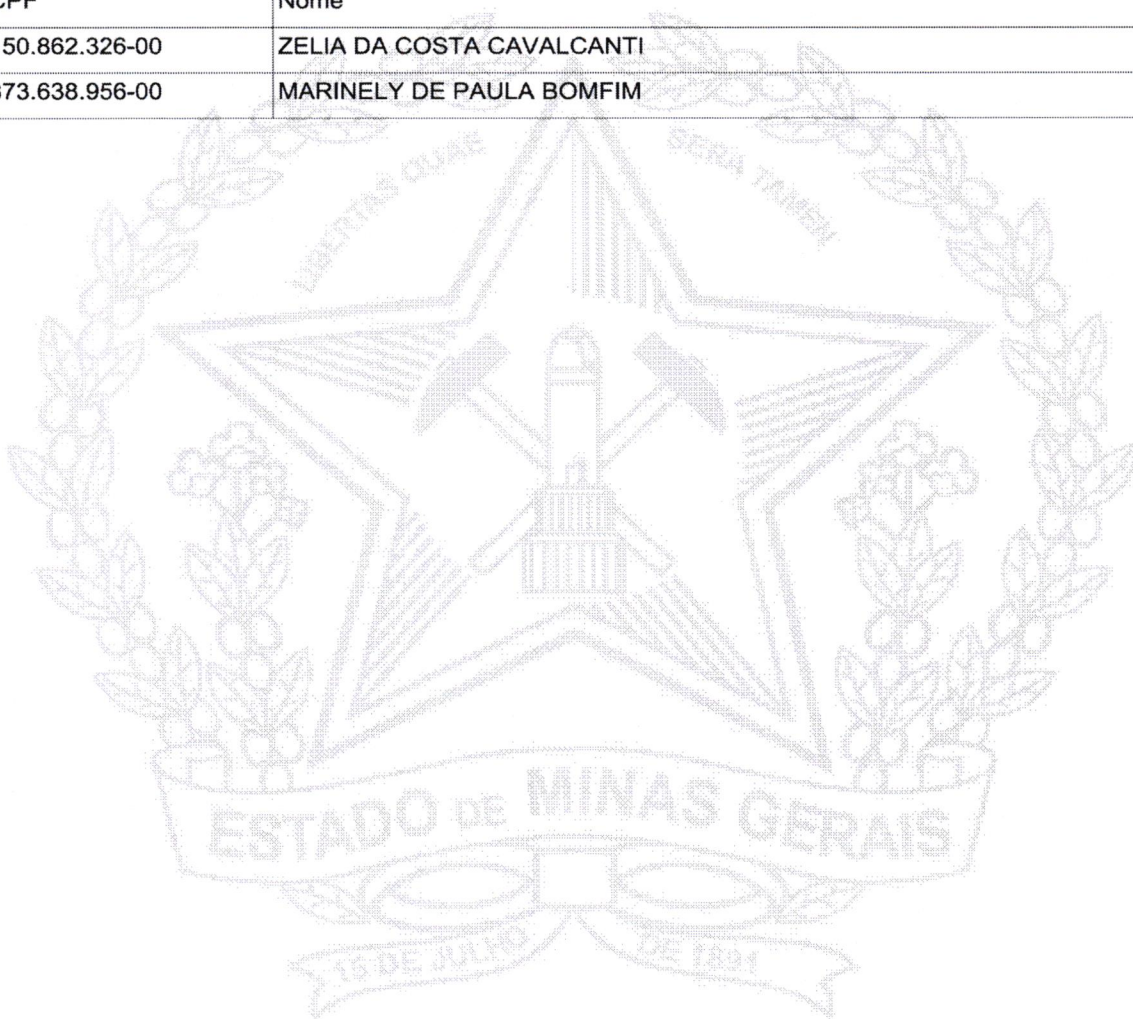 CPF Nome
50.862.326-00 ZELIA DA COSTA CAVALCANTI
73.638.956-00 MARINELY DE PAULA BOMFIM
LIBERTAS QUAE SERA TAMEN
ESTADO DE MINAS GERAIS
15 DE JULHO DE 1891